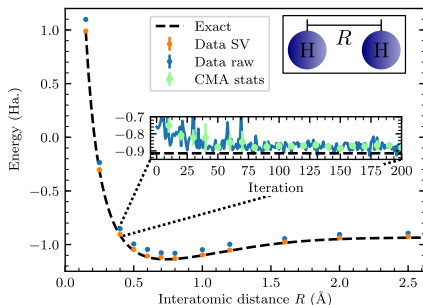 Exact
Data SV
Data raw
CMA stats
R
H H
Energy (Ha.)
1.0
0.5
0.0
−0.5
−1.0
−0.7
−0.8
−0.9
0 25 50 75 100 125 150 175 200
Iteration
0.0 0.5 1.0 1.5 2.0 2.5
Interatomic distance R (Å)